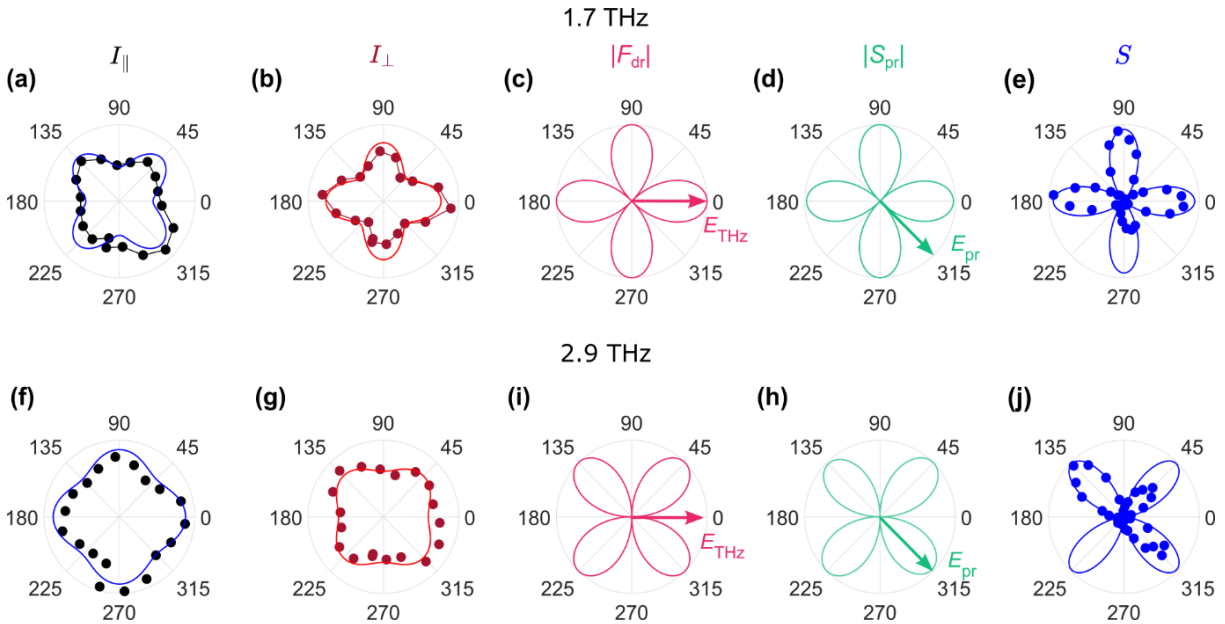 1.7 THz
I∥ I⊥ |Fdr| |Spr| S
(a) (b) (c) (d) (e)
90 90 90 90 90
135 45 135 45 135 45 135 45 135 45
180 0 180 0 180 0 180 0 180 0
ETHz
Epr
225 315 225 315 225 315 225 315 225 315
270 270 270 270 270
2.9 THz
(f) (g) (i) (h) (j)
90 90 90 90 90
135 45 135 45 135 45 135 45 135 45
180 0 180 0 180 0 180 0 180 0
ETHz
Epr
225 315 225 315 225 315 225 315 225 315
270 270 270 270 270